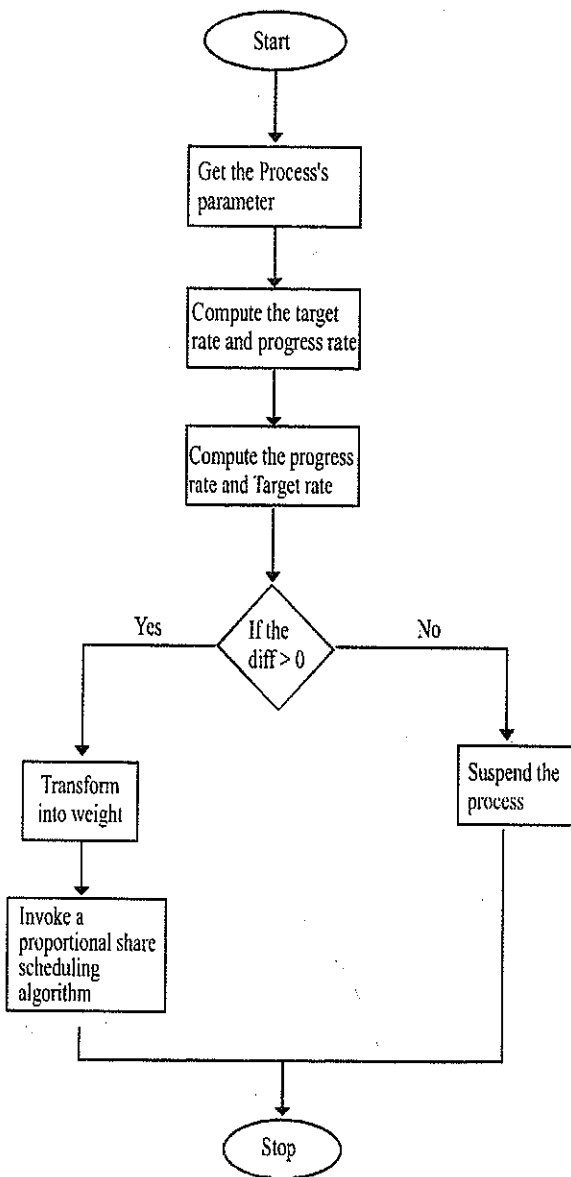 Start
Get the Process's
parameter
Compute the target
rate and progress rate
Compute the progress
rate and Target rate
If the
diff > 0
Yes
No
Transform
into weight
Suspend the
process
Invoke a
proportional share
scheduling
algorithm
Stop